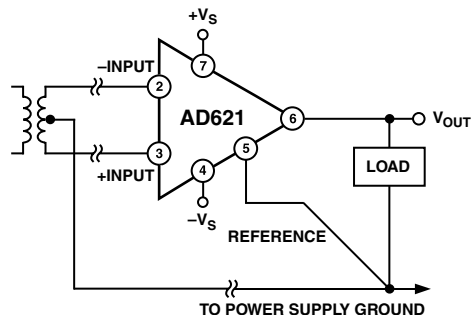 +VS
–INPUT
7
2
AD621
6
VOUT
3
5
LOAD
+INPUT
4
–VS
REFERENCE
TO POWER SUPPLY GROUND